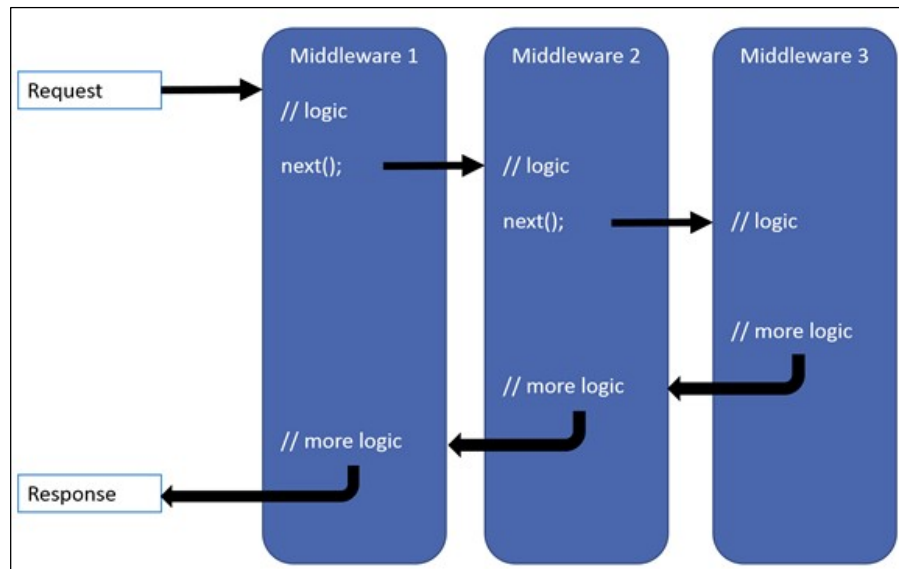 Middleware 1
Middleware 2
Middleware 3
Request
// logic
next();
// logic
next();
// logic
// more logic
// more logic
// more logic
Response